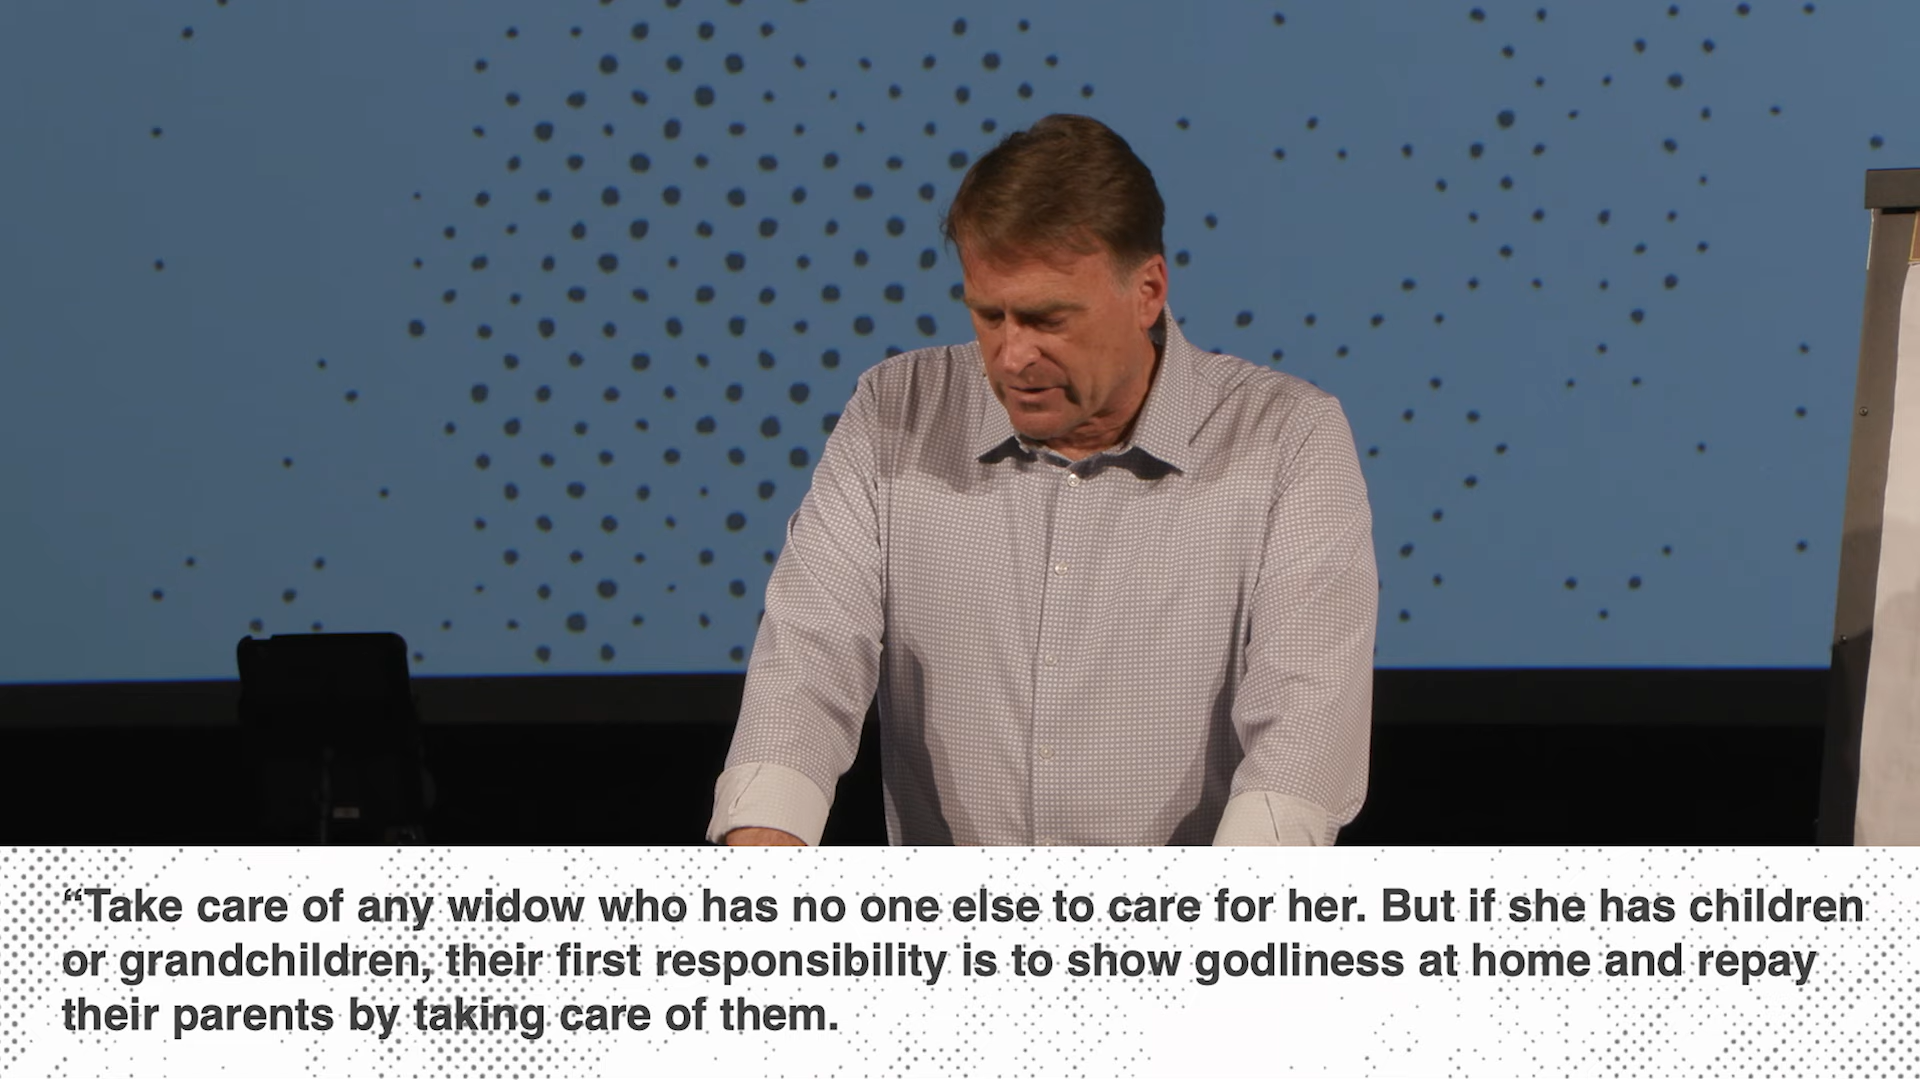 “Take care of any widow who has no one else to care for her. But if she has children
or grandchildren, their first responsibility is to show godliness at home and repay
their parents by taking care of them.